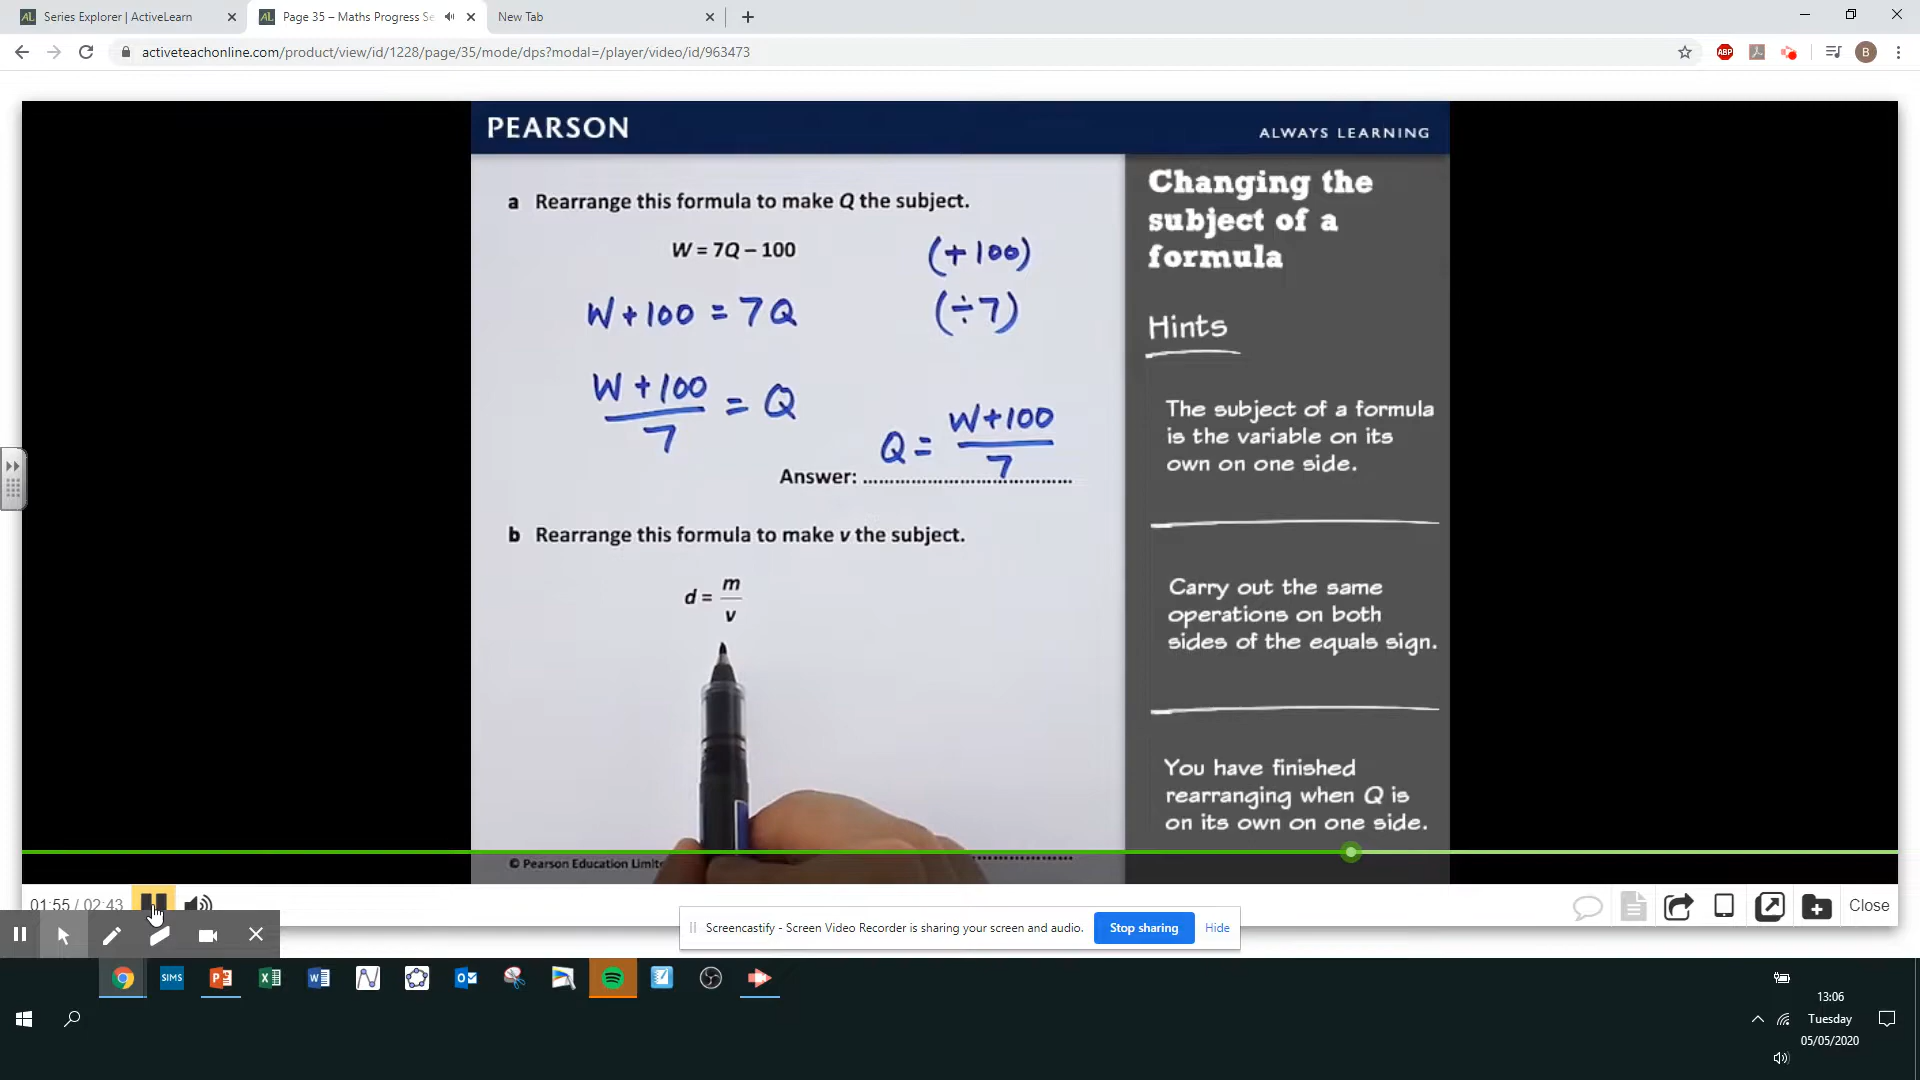 Series Explorer | ActiveLearn
Page 35 – Maths Progress Se
New Tab
activeteachonline.com/product/view/id/1228/page/35/mode/dps?modal=/player/video/id/963473
ABP
B
PEARSON
ALWAYS LEARNING
a Rearrange this formula to make Q the subject.
W = 7Q – 100
(+100)
W+100 = 7Q
(÷7)
W+100
7
= Q
Q = W+100
7
Answer: ........................................
b Rearrange this formula to make v the subject.
d = m
v
© Pearson Education Limite
Changing the
subject of a
formula
Hints
The subject of a formula
is the variable on its
own on one side.
Carry out the same
operations on both
sides of the equals sign.
You have finished
rearranging when Q is
on its own on one side.
01:55 / 02:43
Close
Screencastify - Screen Video Recorder is sharing your screen and audio.
Stop sharing
Hide
SIMS
13:06
Tuesday
05/05/2020